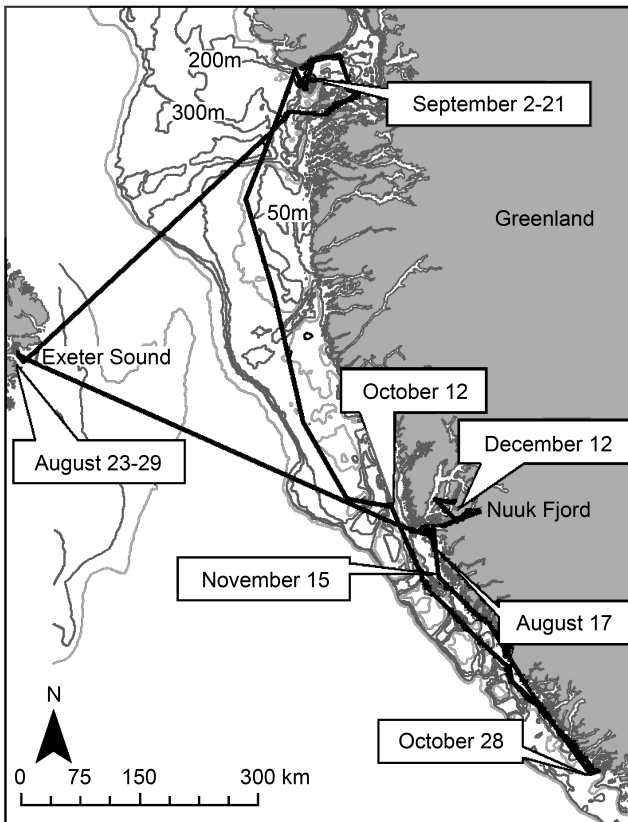 200m
September 2-21
300m
50m
Greenland
Exeter Sound
October 12
August 23-29
December 12
Nuuk Fjord
November 15
August 17
N
October 28
0 75 150 300 km